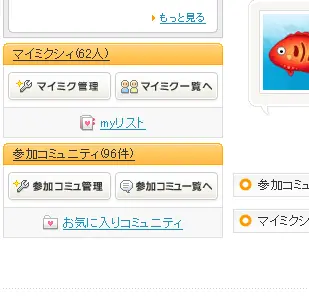 もっと見る
マイミクシィ(62人)
マイミク管理
マイミク一覧へ
myリスト
参加コミュニティ(96件)
参加コミュ管理
参加コミュ一覧へ
お気に入りコミュニティ
参加コミュ
マイミクシ